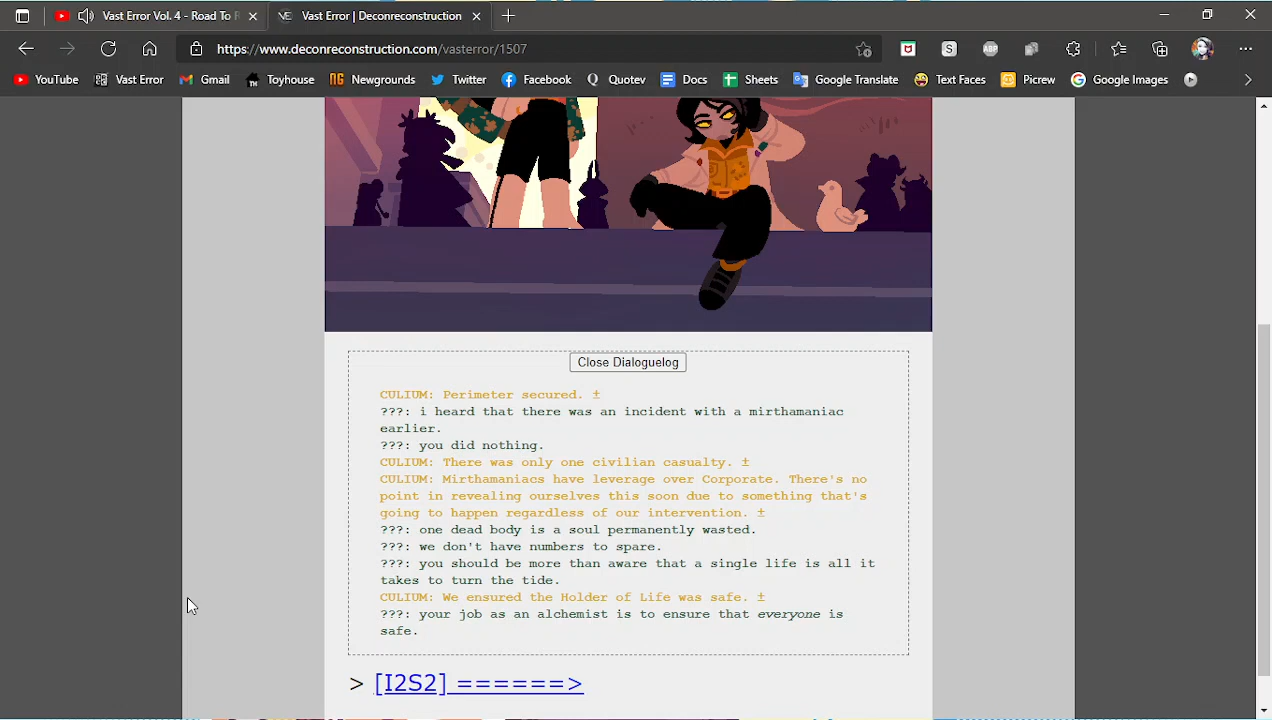 Vast Error Vol. 4 - Road To R
Vast Error | Deconreconstruction
https://www.deconreconstruction.com/vasterror/1507
YouTube Vast Error Gmail Toyhouse Newgrounds Twitter Facebook Quotev Docs Sheets Google Translate Text Faces Picrew Google Images
Close Dialoguelog
CULIUM: Perimeter secured. ±
???: i heard that there was an incident with a mirthamaniac
earlier.
???: you did nothing.
CULIUM: There was only one civilian casualty. ±
CULIUM: Mirthamaniacs have leverage over Corporate. There's no
point in revealing ourselves this soon due to something that's
going to happen regardless of our intervention. ±
???: one dead body is a soul permanently wasted.
???: we don't have numbers to spare.
???: you should be more than aware that a single life is all it
takes to turn the tide.
CULIUM: We ensured the Holder of Life was safe. ±
???: your job as an alchemist is to ensure that everyone is
safe.
> [I2S2] ======>